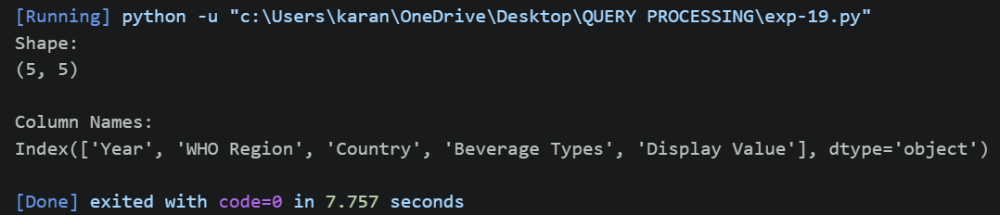 [Running] python -u "c:\Users\karan\OneDrive\Desktop\QUERY PROCESSING\exp-19.py"
Shape:
(5, 5)
Column Names:
Index(['Year', 'WHO Region', 'Country', 'Beverage Types', 'Display Value'], dtype='object')
[Done] exited with code=0 in 7.757 seconds